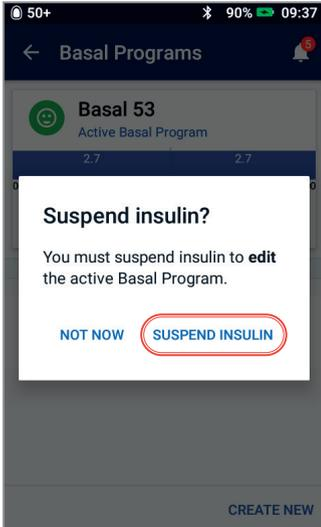 50+ 90% 09:37
Basal Programs
5
Basal 53
Active Basal Program
2.7 2.7
Suspend insulin?
You must suspend insulin to edit
the active Basal Program.
NOT NOW SUSPEND INSULIN
CREATE NEW